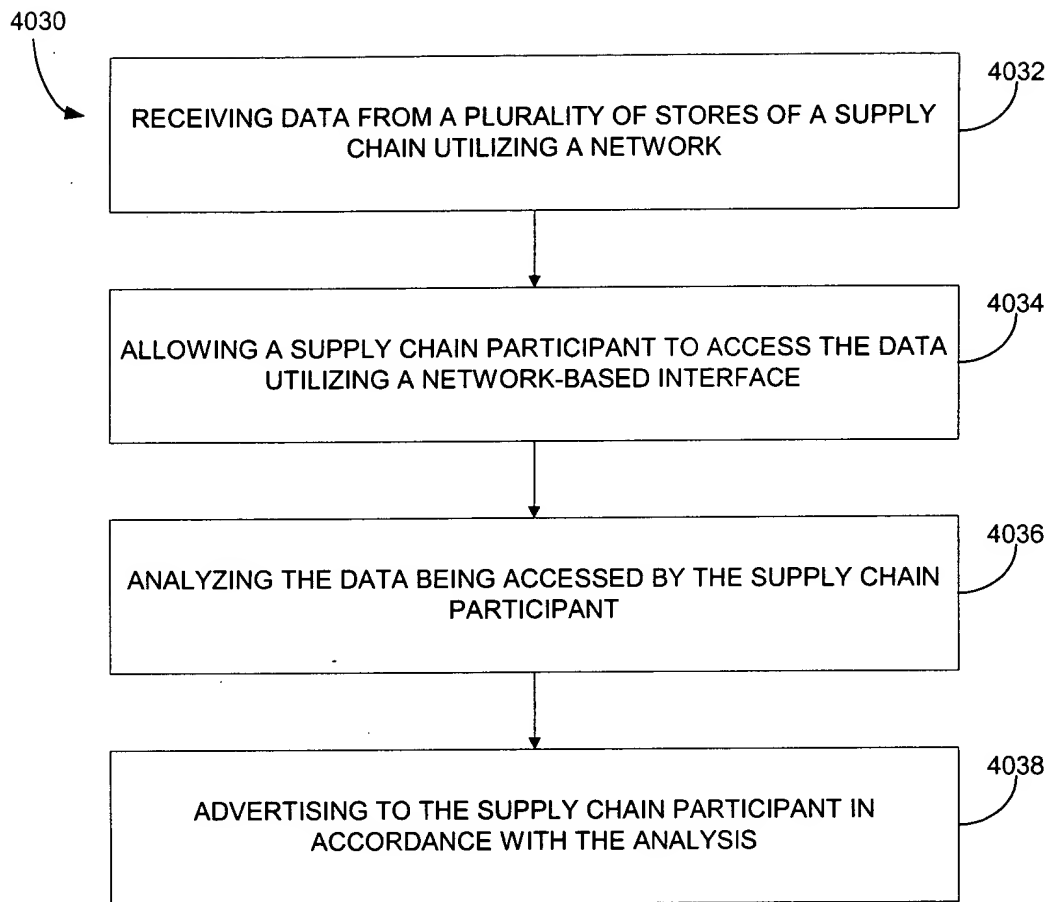 4030
4032
RECEIVING DATA FROM A PLURALITY OF STORES OF A SUPPLY
CHAIN UTILIZING A NETWORK
4034
ALLOWING A SUPPLY CHAIN PARTICIPANT TO ACCESS THE DATA
UTILIZING A NETWORK-BASED INTERFACE
4036
ANALYZING THE DATA BEING ACCESSED BY THE SUPPLY CHAIN
PARTICIPANT
4038
ADVERTISING TO THE SUPPLY CHAIN PARTICIPANT IN
ACCORDANCE WITH THE ANALYSIS